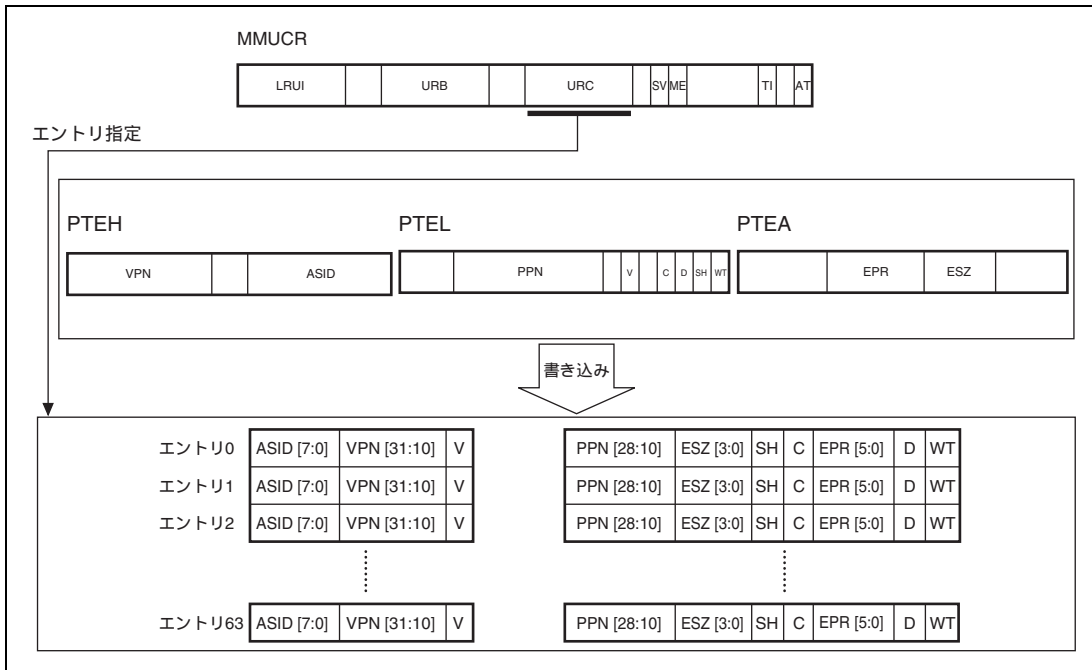 MMUCR
LRUI URB URC SV ME TI AT
エントリ指定
PTEH PTEL PTEA
VPN ASID PPN V C D SH WT EPR ESZ
書き込み
エントリ0 ASID [7:0] VPN [31:10] V PPN [28:10] ESZ [3:0] SH C EPR [5:0] D WT
エントリ1 ASID [7:0] VPN [31:10] V PPN [28:10] ESZ [3:0] SH C EPR [5:0] D WT
エントリ2 ASID [7:0] VPN [31:10] V PPN [28:10] ESZ [3:0] SH C EPR [5:0] D WT
エントリ63 ASID [7:0] VPN [31:10] V PPN [28:10] ESZ [3:0] SH C EPR [5:0] D WT